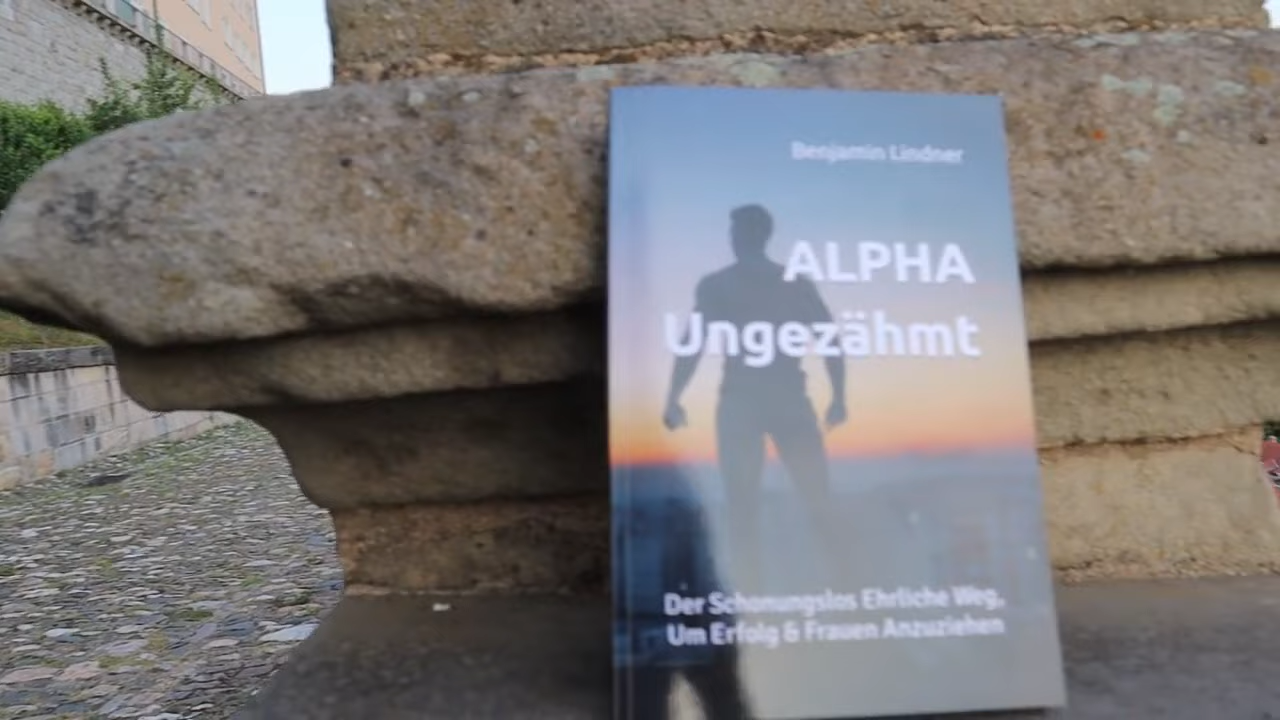 Benjamin Lindner
ALPHA
Ungezähmt
Der Schonungslos Ehrliche Weg,
Um Erfolg & Frauen Anzuziehen